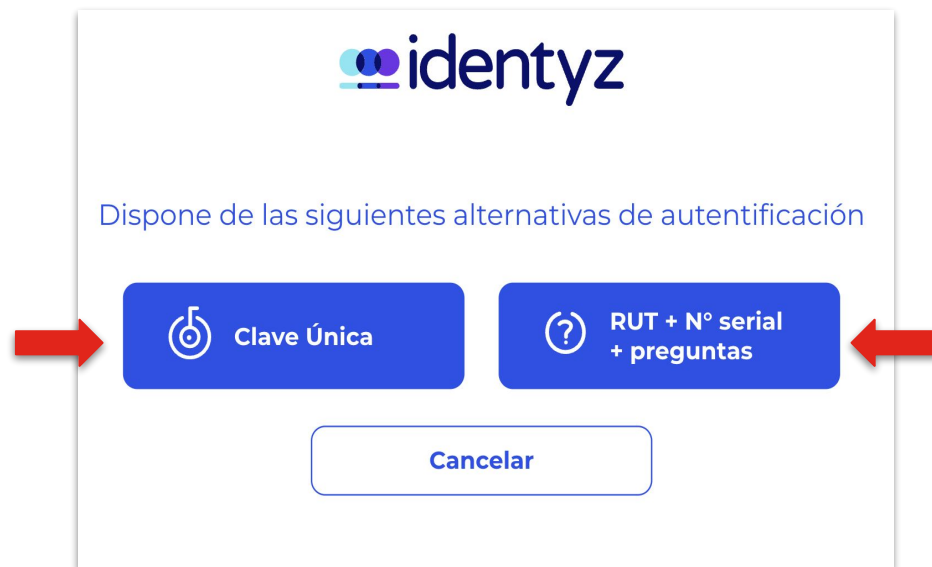 identyz
Dispone de las siguientes alternativas de autentificación
Clave Única
RUT + N° serial
+ preguntas
Cancelar